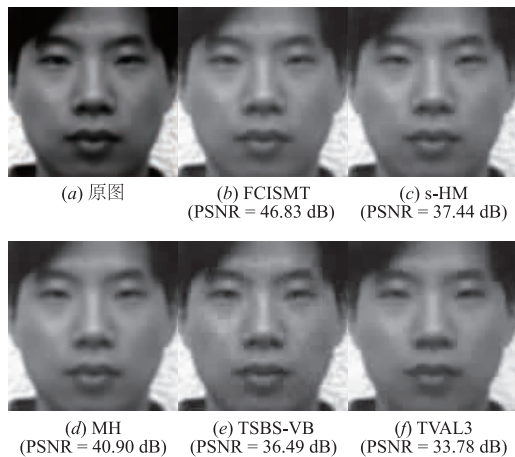 (a) 原图
(b) FCISMT
(PSNR = 46.83 dB)
(c) s-HM
(PSNR = 37.44 dB)
(d) MH
(PSNR = 40.90 dB)
(e) TSBS-VB
(PSNR = 36.49 dB)
(f) TVAL3
(PSNR = 33.78 dB)